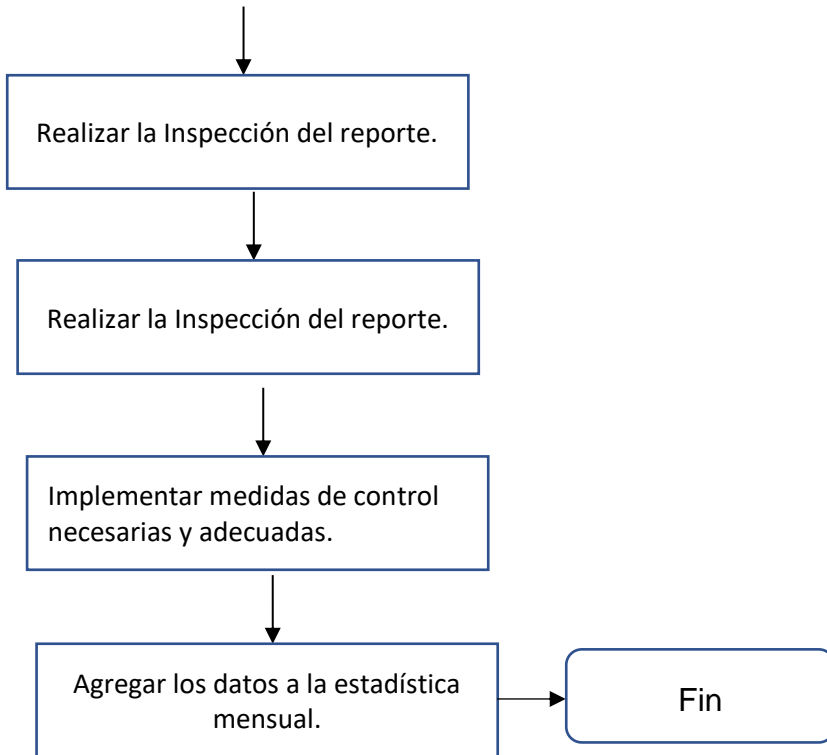 Realizar la Inspección del reporte.
Realizar la Inspección del reporte.
Implementar medidas de control
necesarias y adecuadas.
Agregar los datos a la estadística
mensual.
Fin